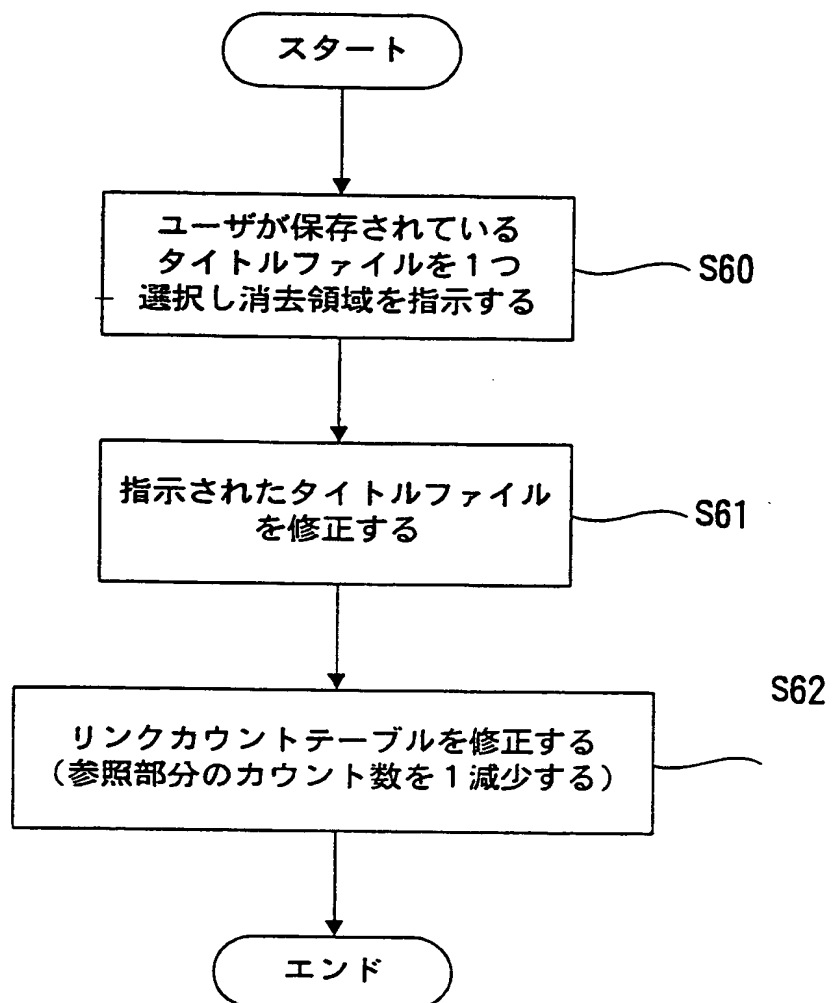 スタート
ユーザが保存されている
タイトルファイルを1つ
選択し消去領域を指示する
S60
指示されたタイトルファイル
を修正する
S61
リンクカウントテーブルを修正する
(参照部分のカウント数を1減少する)
S62
エンド